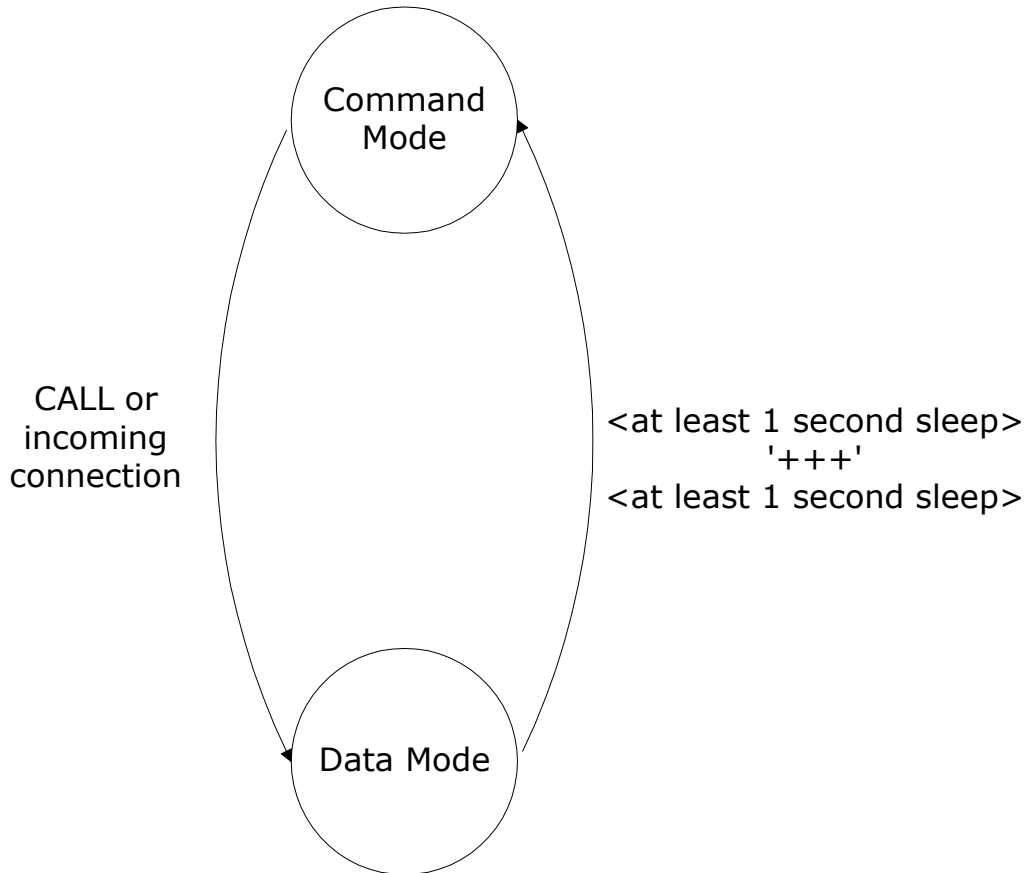 Command
Mode
CALL or
incoming
connection
<at least 1 second sleep>
'+++'
<at least 1 second sleep>
Data Mode